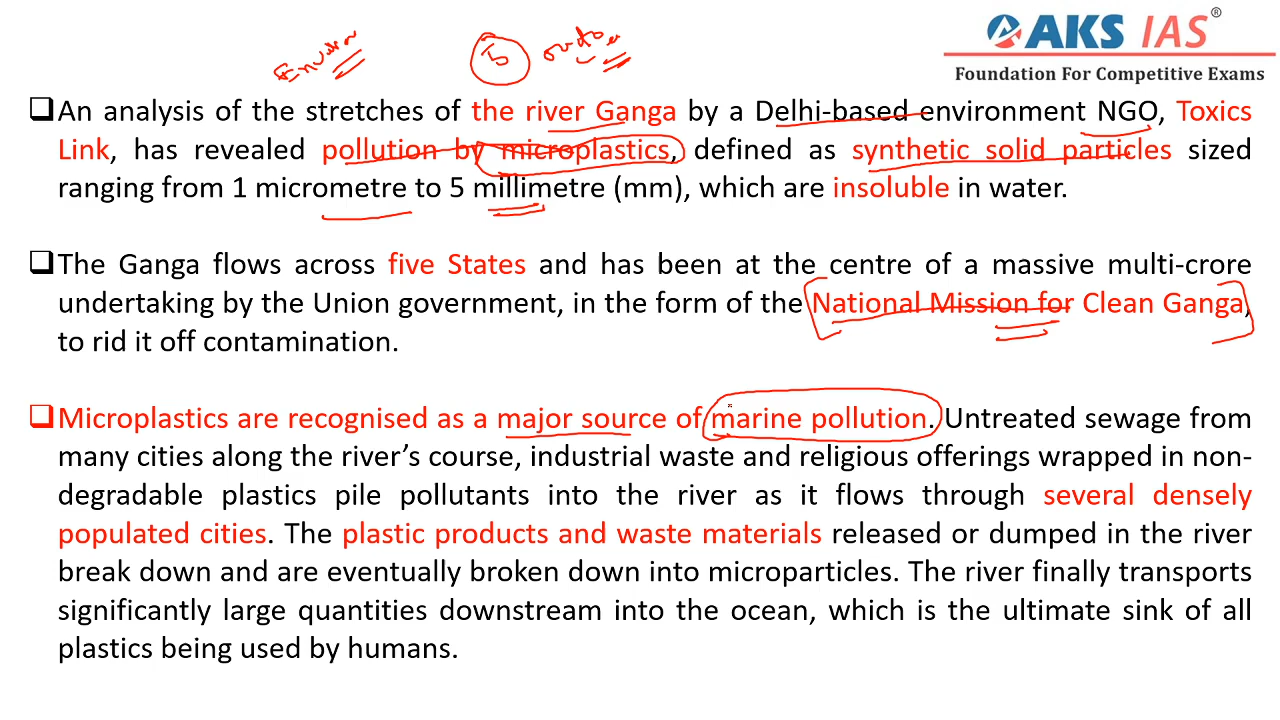 AKS IAS®
Foundation For Competitive Exams
5
❑An analysis of the stretches of the river Ganga by a Delhi-based environment NGO, Toxics
Link, has revealed pollution by microplastics, defined as synthetic solid particles sized
ranging from 1 micrometre to 5 millimetre (mm), which are insoluble in water.
❑The Ganga flows across five States and has been at the centre of a massive multi-crore
undertaking by the Union government, in the form of the National Mission for Clean Ganga,
to rid it off contamination.
❑Microplastics are recognised as a major source of marine pollution. Untreated sewage from
many cities along the river’s course, industrial waste and religious offerings wrapped in non-
degradable plastics pile pollutants into the river as it flows through several densely
populated cities. The plastic products and waste materials released or dumped in the river
break down and are eventually broken down into microparticles. The river finally transports
significantly large quantities downstream into the ocean, which is the ultimate sink of all
plastics being used by humans.